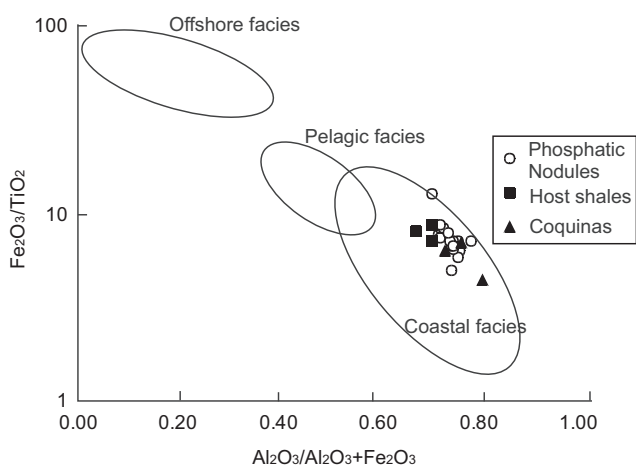 100
Offshore facies
Pelagic facies
Phosphatic
Nodules
Host shales
Coquinas
Fe₂O₃/TiO₂
10
Coastal facies
1
0.00 0.20 0.40 0.60 0.80 1.00
Al₂O₃/Al₂O₃+Fe₂O₃